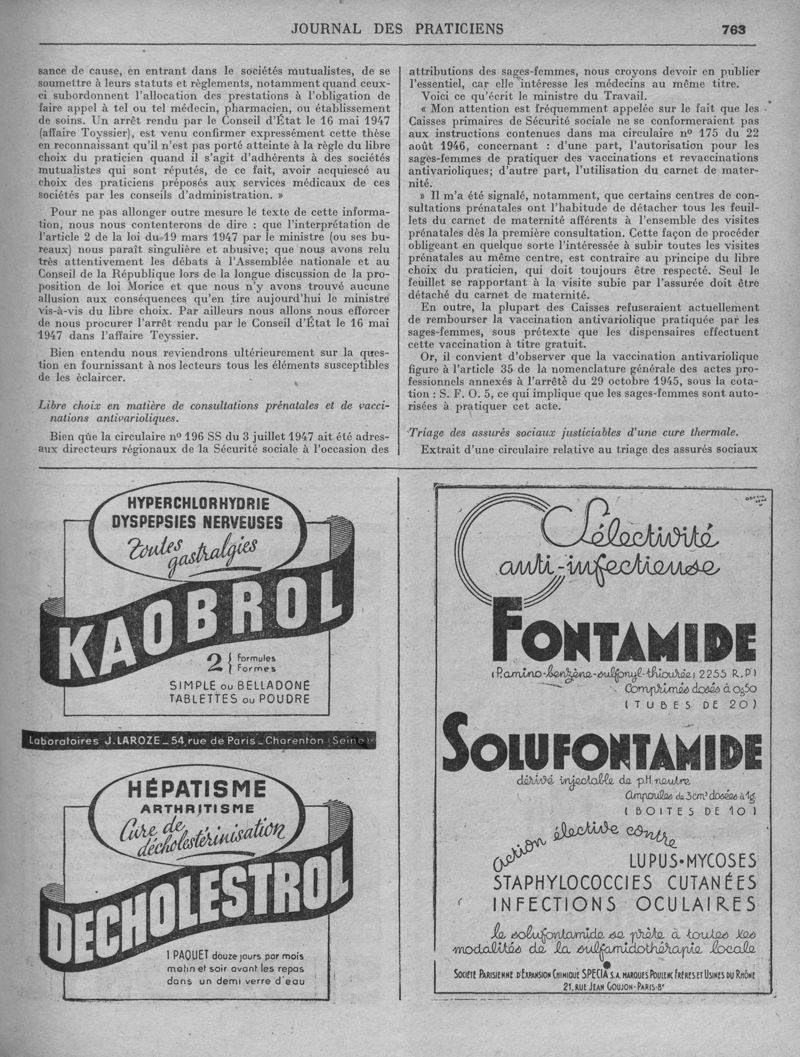 JOURNAL DES PRATICIENS 763
sance de cause, en entrant dans le sociétés mutualistes, de se
soumettre à leurs statuts et règlements, notamment quand ceux-
ci subordonnent l'allocation des prestations à l'obligation de
faire appel à tel ou tel médecin, pharmacien, ou établissement
de soins. Un arrêt rendu par le Conseil d'État le 16 mai 1947
(affaire Toyssier), est venu confirmer expressément cette thèse
en reconnaissant qu'il n'est pas porté atteinte à la règle du libre
choix du praticien quand il s'agit d'adhérents à des sociétés
mutualistes qui sont réputés, de ce fait, avoir acquiescé au
choix des praticiens préposés aux services médicaux de ces
sociétés par les conseils d'administration. »
Pour ne pas allonger outre mesure le texte de cette informa-
tion, nous nous contenterons de dire : que l'interprétation de
l'article 2 de la loi du 19 mars 1947 par le ministre (ou ses bu-
reaux) nous paraît singulière et abusive; que nous avons relu
très attentivement les débats à l'Assemblée nationale et au
Conseil de la République lors de la longue discussion de la pro-
position de loi Morice et que nous n'y avons trouvé aucune
allusion aux conséquences qu'en tire aujourd'hui le ministre
vis-à-vis du libre choix. Par ailleurs nous allons nous efforcer
de nous procurer l'arrêt rendu par le Conseil d'État le 16 mai
1947 dans l'affaire Teyssier.
Bien entendu nous reviendrons ultérieurement sur la ques-
tion en fournissant à nos lecteurs tous les éléments susceptibles
de les éclaircer.
Libre choix en matière de consultations prénatales et de vacci-
nations antivarioliques.
Bien que la circulaire nº 196 SS du 3 juillet 1947 ait été adres-
aux directeurs régionaux de la Sécurité sociale à l'occasion des
attributions des sages-femmes, nous croyons devoir en publier
l'essentiel, car elle intéresse les médecins au même titre.
Voici ce qu'écrit le ministre du Travail.
« Mon attention est fréquemment appelée sur le fait que les
Caisses primaires de Sécurité sociale ne se conformeraient pas
aux instructions contenues dans ma circulaire nº 175 du 22
août 1946, concernant : d'une part, l'autorisation pour les
sages-femmes de pratiquer des vaccinations et revaccinations
antivarioliques; d'autre part, l'utilisation du carnet de mater-
nité.
» Il m'a été signalé, notamment, que certains centres de con-
sultations prénatales ont l'habitude de détacher tous les feuil-
lets du carnet de maternité afférents à l'ensemble des visites
prénatales dès la première consultation. Cette façon de procéder
obligeant en quelque sorte l'intéressée à subir toutes les visites
prénatales au même centre, est contraire au principe du libre
choix du praticien, qui doit toujours être respecté. Seul le
feuillet se rapportant à la visite subie par l'assurée doit être
détaché du carnet de maternité.
En outre, la plupart des Caisses refuseraient actuellement
de rembourser la vaccination antivariolique pratiquée par les
sages-femmes, sous prétexte que les dispensaires effectuent
cette vaccination à titre gratuit.
Or, il convient d'observer que la vaccination antivariolique
figure à l'article 35 de la nomenclature générale des actes pro-
fessionnels annexés à l'arrêté du 29 octobre 1945, sous la cota-
tion : S. F. O. 5, ce qui implique que les sages-femmes sont auto-
risées à pratiquer cet acte.
Triage des assurés sociaux justiciables d'une cure thermale.
Extrait d'une circulaire relative au triage des assurés sociaux
HYPERCHLORHYDRIE
DYSPEPSIES NERVEUSES
Toutes
gastralgies
KAOBROL
2 { Formules
Formes
SIMPLE ou BELLADONE
TABLETTES ou POUDRE
Laboratoires J. LAROZE _ 54, rue de Paris _ Charenton (Seine)
HÉPATISME
ARTHRITISME
Cure de
décholestérinisation
DECHOLESTROL
1 PAQUET douze jours par mois
matin et soir avant les repas
dans un demi verre d'eau
Sélectivité
anti-infectieuse
FONTAMIDE
(P. amino-benzène-sulfonyl-thiourée) 2255 R.P.)
Comprimés dosés à 0g50
(TUBES DE 20)
SOLUFONTAMIDE
dérivé injectable de p.H. neutre
Ampoules de 3cm³ dosées à 1g
(BOITES DE 10)
action élective contre
LUPUS•MYCOSES
STAPHYLOCOCCIES CUTANÉES
INFECTIONS OCULAIRES
le solufontamide se prête à toutes les
modalités de la sulfamidothérapie locale
SOCIÉTÉ PARISIENNE D'EXPANSION CHIMIQUE SPECIA S.A. MARQUES POULENC FRÈRES ET USINES DU RHÔNE
21, RUE JEAN GOUJON-PARIS-8e